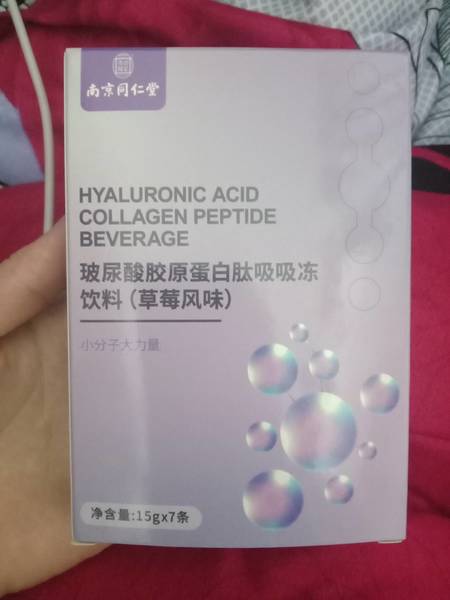 南京同仁堂
HYALURONIC ACID
COLLAGEN PEPTIDE
BEVERAGE
玻尿酸胶原蛋白肽吸吸冻
饮料（草莓风味）
小分子大力量
净含量:15gx7条